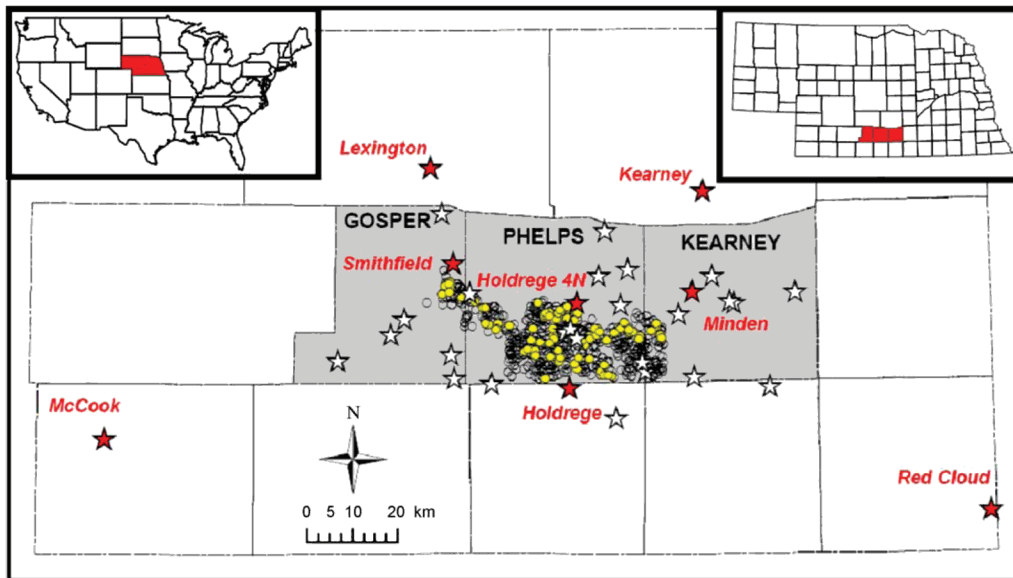 Lexington
Kearney
GOSPER
PHELPS
KEARNEY
Smithfield
Holdrege 4N
Minden
McCook
Holdrege
N
Red Cloud
0 5 10 20 km